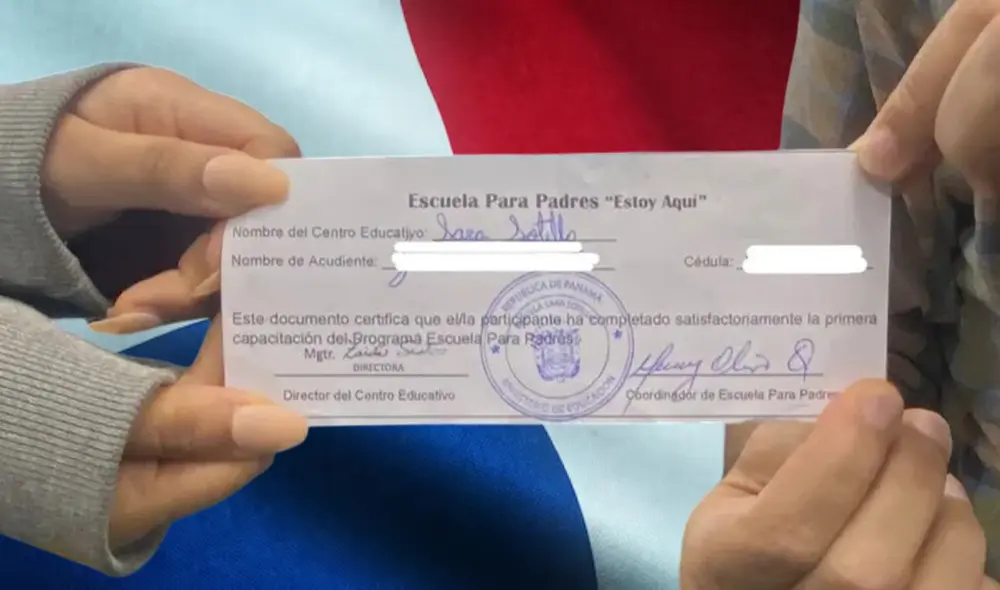 Escuela Para Padres “Estoy Aquí”
Nombre del Centro Educativo: Sara Sotillo
Nombre de Acudiente:
Cédula:
Este documento certifica que el/la participante ha completado satisfactoriamente la primera
capacitación del Programa Escuela Para Padres.
Mgtr.
DIRECTORA
Director del Centro Educativo
Coordinador de Escuela Para Padres
REPÚBLICA DE PANAMÁ
MINISTERIO DE EDUCACIÓN